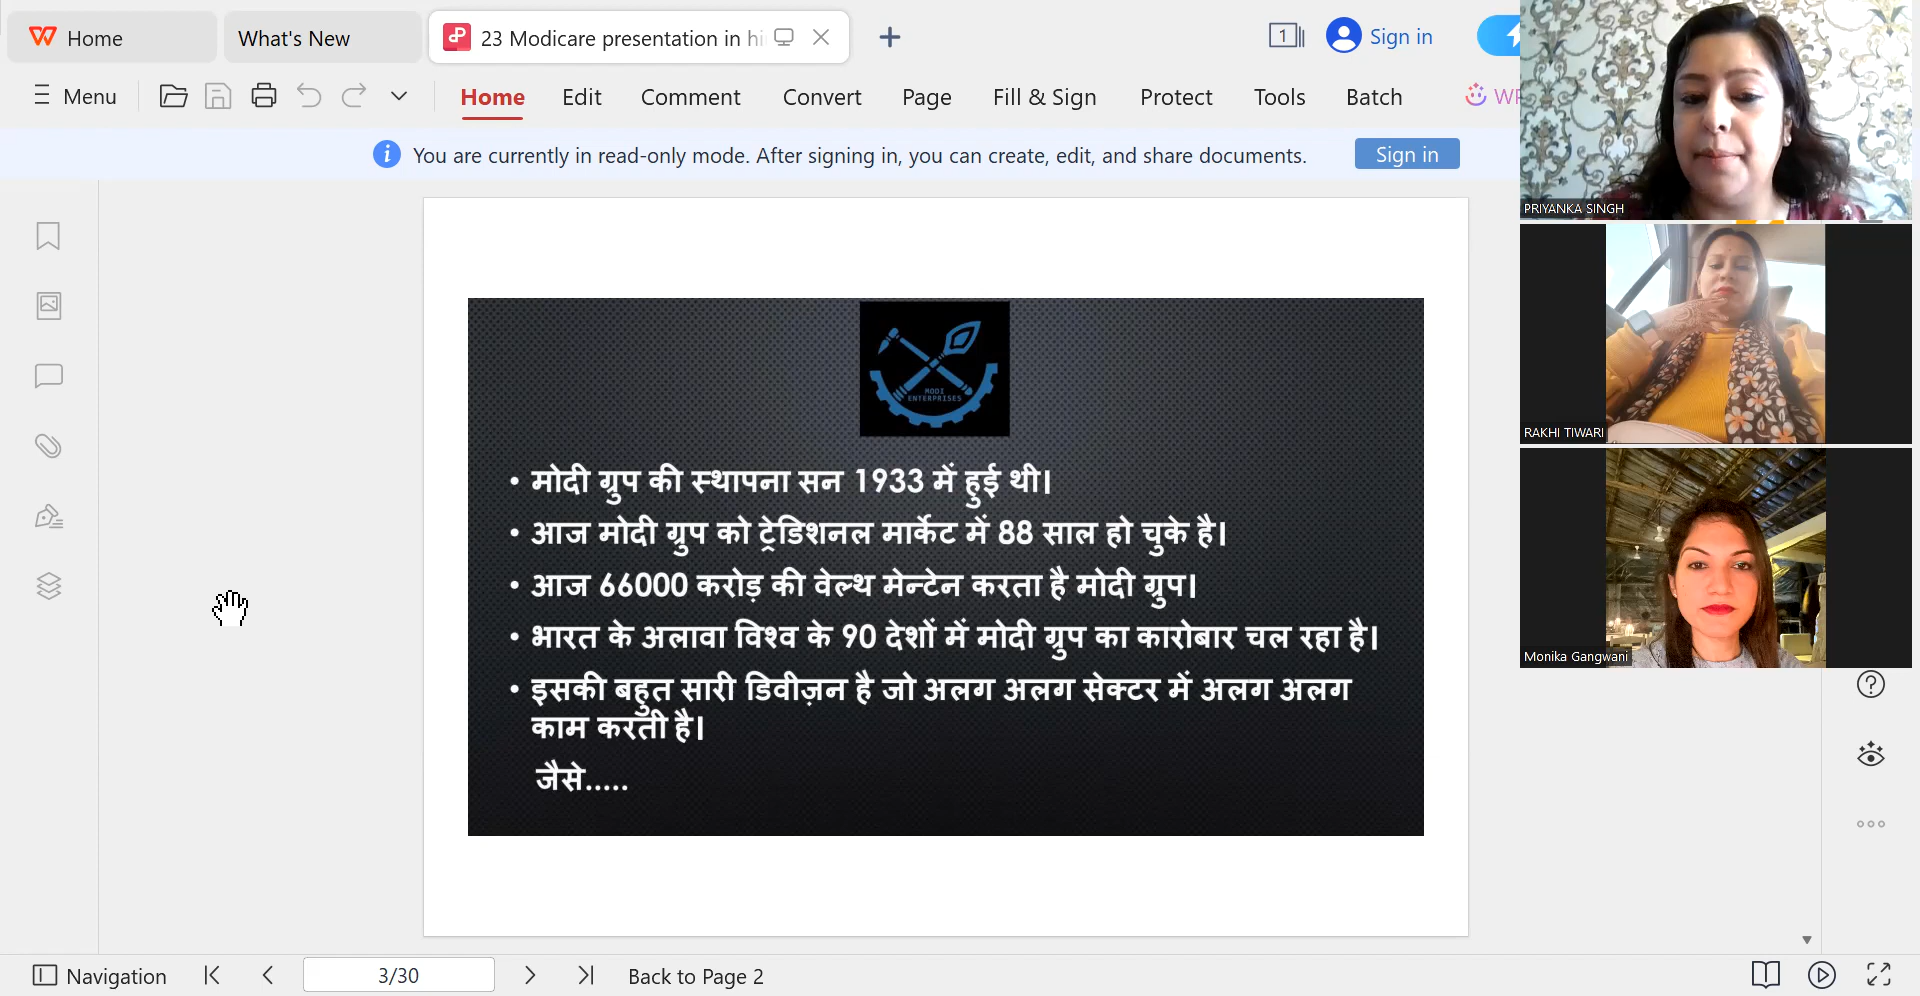 Home
What's New
23 Modicare presentation in hi
1
Sign in
Menu
Home
Edit
Comment
Convert
Page
Fill & Sign
Protect
Tools
Batch
You are currently in read-only mode. After signing in, you can create, edit, and share documents.
Sign in
PRIYANKA SINGH
RAKHI TIWARI
Monika Gangwani
MODI
ENTERPRISES
• मोदी ग्रुप की स्थापना सन 1933 में हुई थी।
• आज मोदी ग्रुप को ट्रेडिशनल मार्केट में 88 साल हो चुके है।
• आज 66000 करोड़ की वेल्थ मेन्टेन करता है मोदी ग्रुप।
• भारत के अलावा विश्व के 90 देशों में मोदी ग्रुप का कारोबार चल रहा है।
• इसकी बहुत सारी डिवीज़न है जो अलग अलग सेक्टर में अलग अलग
काम करती है।
जैसे.....
Navigation
3/30
Back to Page 2